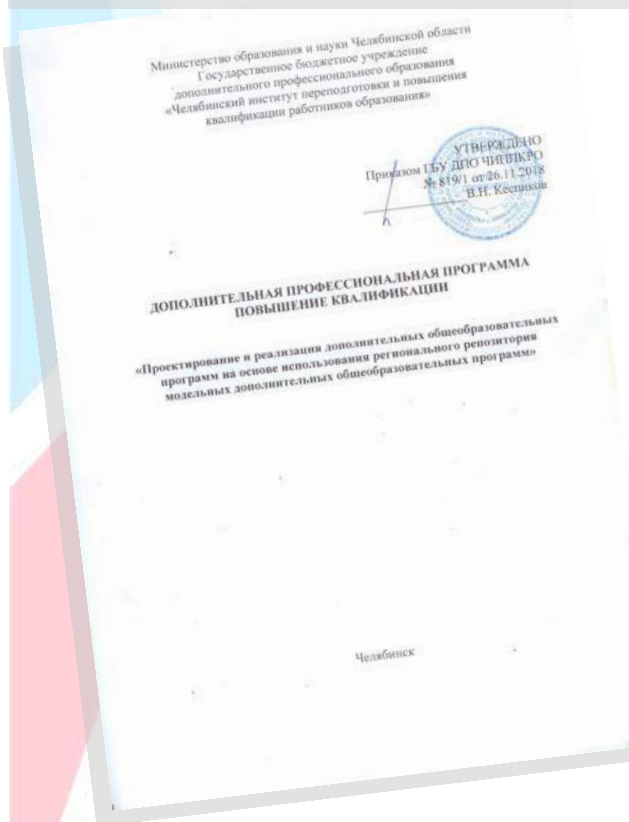 Министерство образования и науки Челябинской области
Государственное бюджетное учреждение
дополнительного профессионального образования
«Челябинский институт переподготовки и повышения
квалификации работников образования»
УТВЕРЖДЕНО
Приказом ГБУ ДПО ЧИППКРО
№ 819/1 от 26.11.2018
В.Н. Кеспиков
ДОПОЛНИТЕЛЬНАЯ ПРОФЕССИОНАЛЬНАЯ ПРОГРАММА
ПОВЫШЕНИЕ КВАЛИФИКАЦИИ
«Проектирование и реализация дополнительных общеобразовательных
программ на основе использования регионального репозитория
модельных дополнительных общеобразовательных программ»
Челябинск